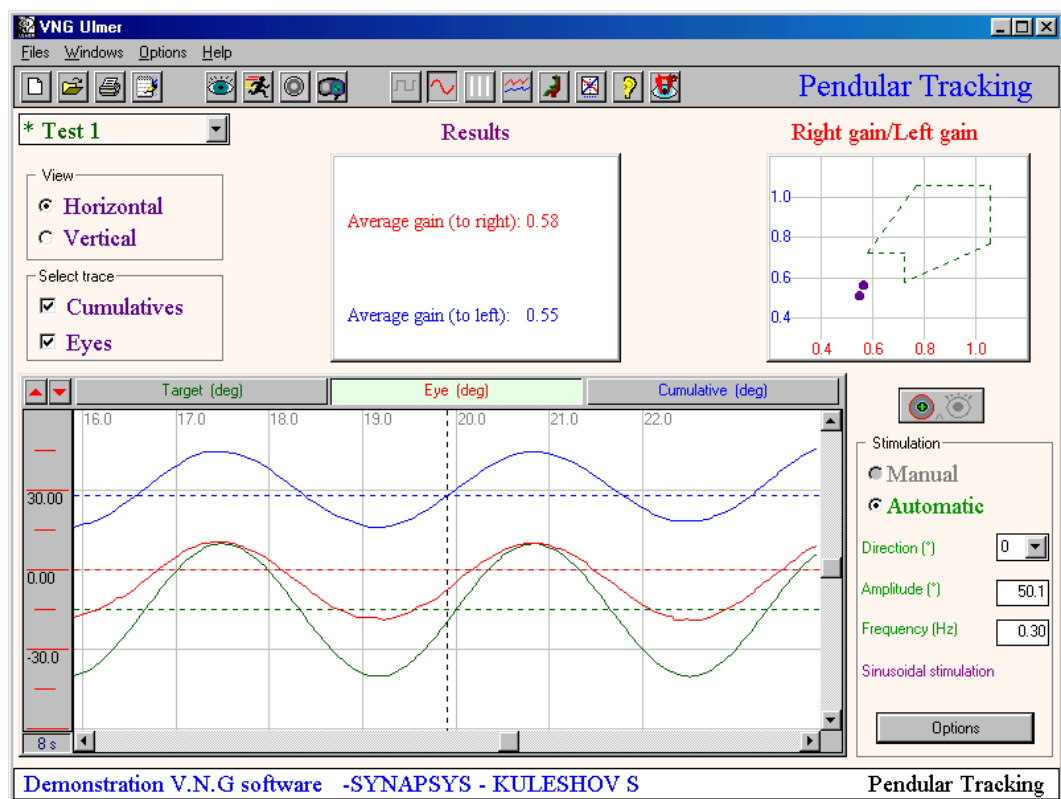 VNG Ulmer
Files Windows Options Help
Pendular Tracking
* Test 1
Results
Right gain/Left gain
View
Horizontal
Vertical
Select trace
Cumulatives
Eyes
Average gain (to right): 0.58
Average gain (to left): 0.55
1.0
0.8
0.6
0.4
0.4 0.6 0.8 1.0
Target (deg) Eye (deg) Cumulative (deg)
16.0 17.0 18.0 19.0 20.0 21.0 22.0
30.00
0.00
-30.0
8 s
Stimulation
Manual
Automatic
Direction (°) 0
Amplitude (°) 50.1
Frequency (Hz) 0.30
Sinusoidal stimulation
Options
Demonstration V.N.G software -SYNAPSYS - KULESHOV S
Pendular Tracking